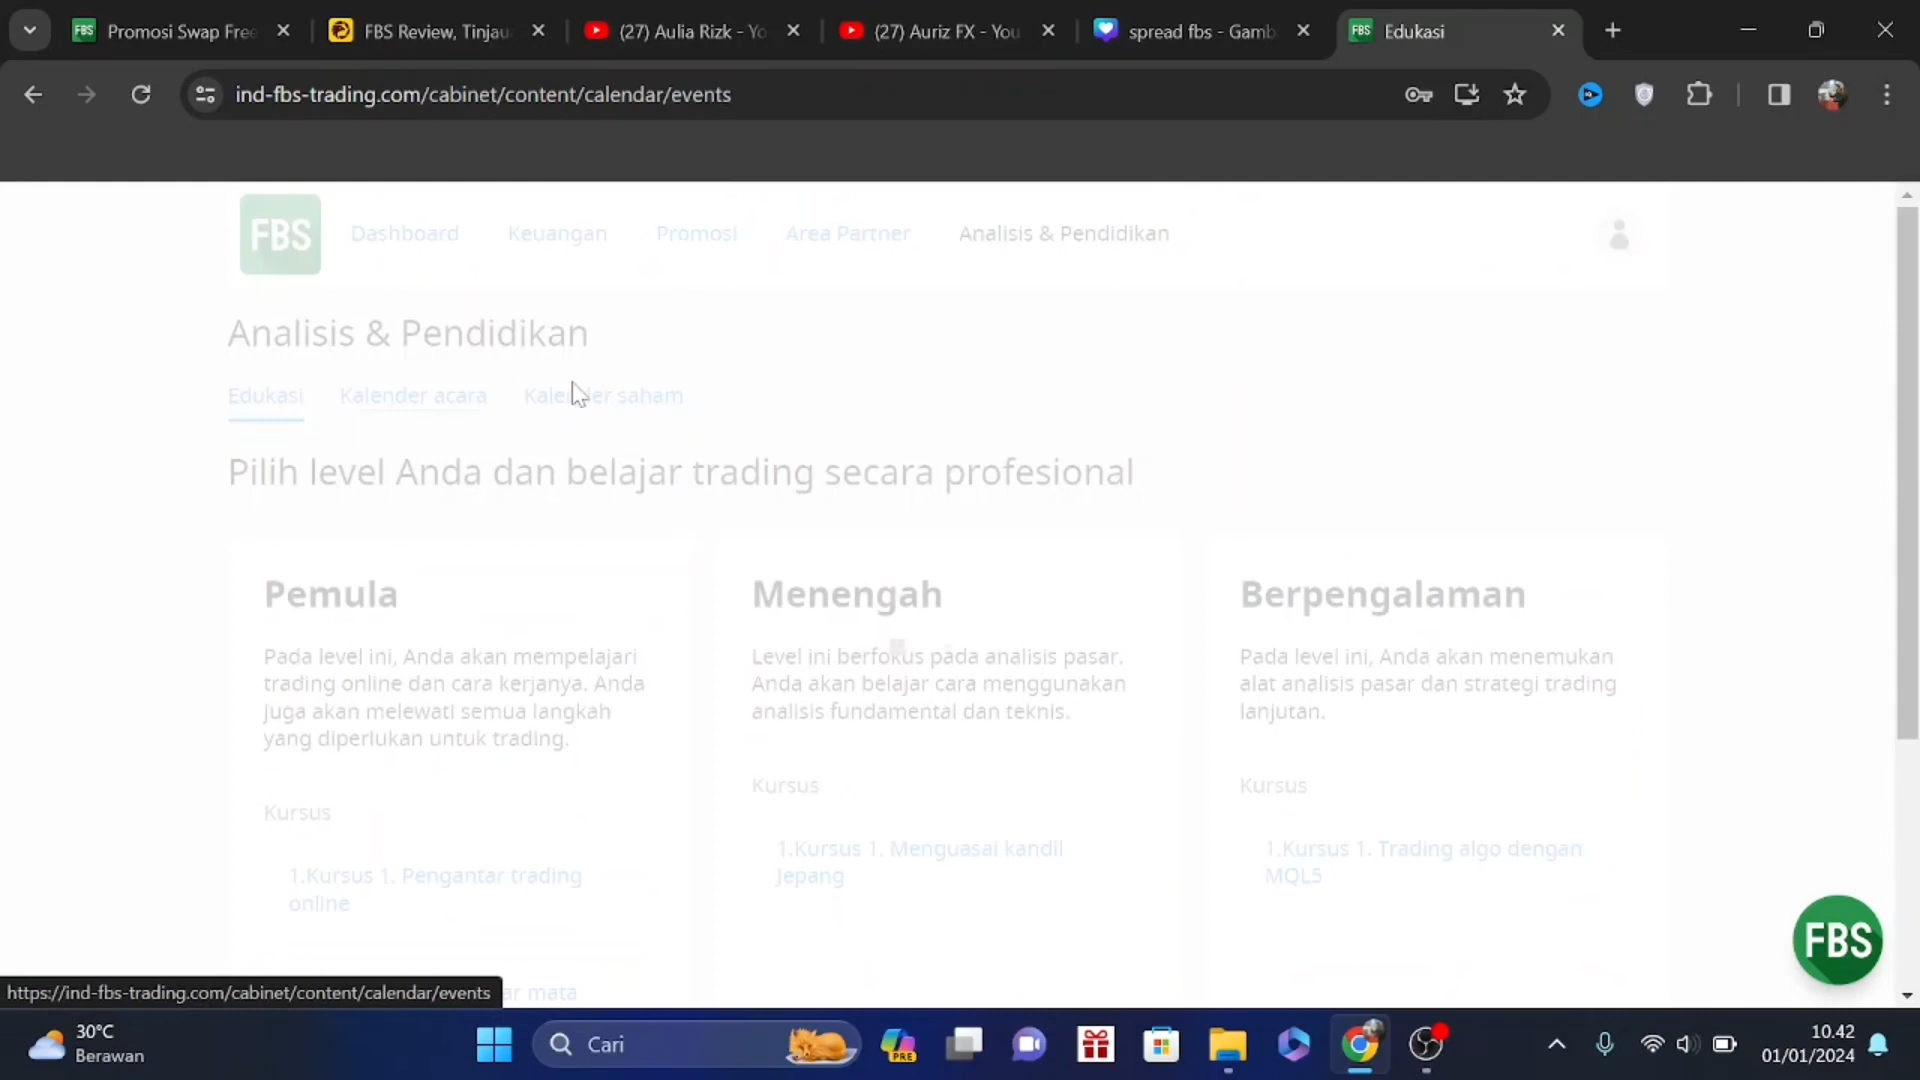 FBS Promosi Swap Free
FBS Review, Tinjau
(27) Aulia Rizk - Yo
(27) Auriz FX - You
spread fbs - Gamb
FBS Edukasi
ind-fbs-trading.com/cabinet/content/calendar/events
FBS Dashboard Keuangan Promosi Area Partner Analisis & Pendidikan
Analisis & Pendidikan
Edukasi Kalender acara Kalender saham
Pilih level Anda dan belajar trading secara profesional
Pemula
Pada level ini, Anda akan mempelajari
trading online dan cara kerjanya. Anda
juga akan melewati semua langkah
yang diperlukan untuk trading.
Kursus
1.Kursus 1. Pengantar trading
online
ar mata
Menengah
Level ini berfokus pada analisis pasar.
Anda akan belajar cara menggunakan
analisis fundamental dan teknis.
Kursus
1.Kursus 1. Menguasai kandil
Jepang
Berpengalaman
Pada level ini, Anda akan menemukan
alat analisis pasar dan strategi trading
lanjutan.
Kursus
1.Kursus 1. Trading algo dengan
MQL5
FBS
https://ind-fbs-trading.com/cabinet/content/calendar/events
30°C
Berawan
Cari
PRE
10.42
01/01/2024